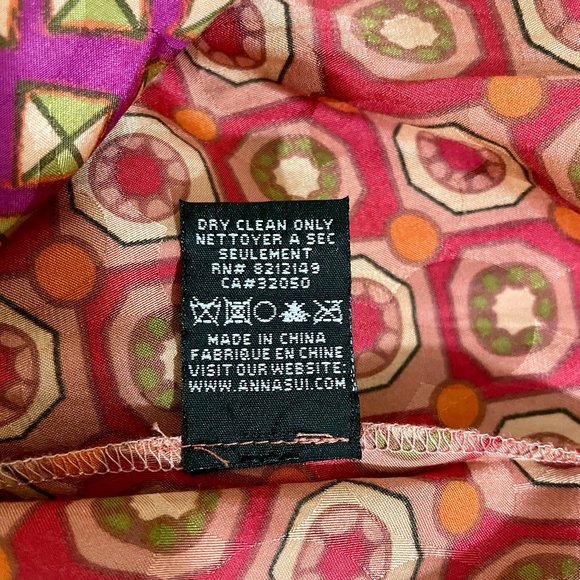 DRY CLEAN ONLY
NETTOYER A SEC
SEULEMENT
RN# 8212149
CA#32050
MADE IN CHINA
FABRIQUE EN CHINE
VISIT OUR WEBSITE:
WWW.ANNASUI.COM